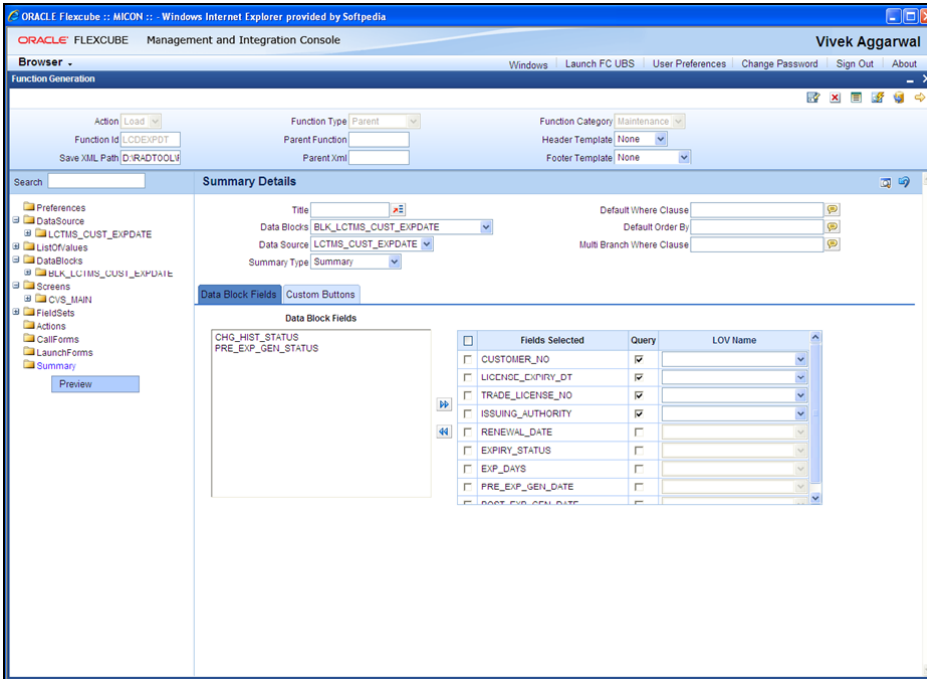 ORACLE Flexcube :: MICON :: - Windows Internet Explorer provided by Softpedia
ORACLE FLEXCUBE Management and Integration Console
Vivek Aggarwal
Browser
Windows Launch FC UBS User Preferences Change Password Sign Out About
Function Generation
Action Load Function Type Parent Function Category Maintenance
Function Id LCDEXPDT Parent Function Header Template None
Save XML Path D:\RADTOOL\F Parent Xml Footer Template None
Search
Summary Details
Preferences
DataSource
LCTMS_CUST_EXPDATE
ListOfValues
DataBlocks
BLK_LCTMS_CUST_EXPDATE
Screens
CVS_MAIN
FieldSets
Actions
CallForms
LaunchForms
Summary
Preview
Title Default Where Clause
Data Blocks BLK_LCTMS_CUST_EXPDATE Default Order By
Data Source LCTMS_CUST_EXPDATE Multi Branch Where Clause
Summary Type Summary
Data Block Fields Custom Buttons
Data Block Fields
CHG_HIST_STATUS
PRE_EXP_GEN_STATUS
Fields Selected Query LOV Name
CUSTOMER_NO
LICENSE_EXPIRY_DT
TRADE_LICENSE_NO
ISSUING_AUTHORITY
RENEWAL_DATE
EXPIRY_STATUS
EXP_DAYS
PRE_EXP_GEN_DATE
POST_EXP_GEN_DATE